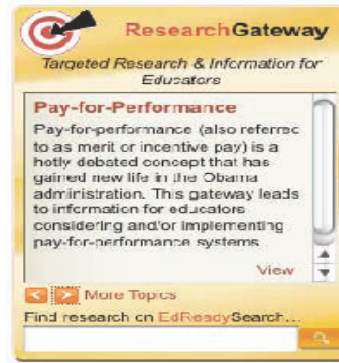 ResearchGateway
Targeted Research & Information for
Educators
Pay-for-Performance
Pay-for-performance (also referrec
to as merit or incentive pay) is a
hotly debated concept that has
gained new life in the Obama
administration. This gateway leads
to information for educators
considering and/or implementing
pay-for-performance systems
View
More Topics
Find research on EdReadySearch...